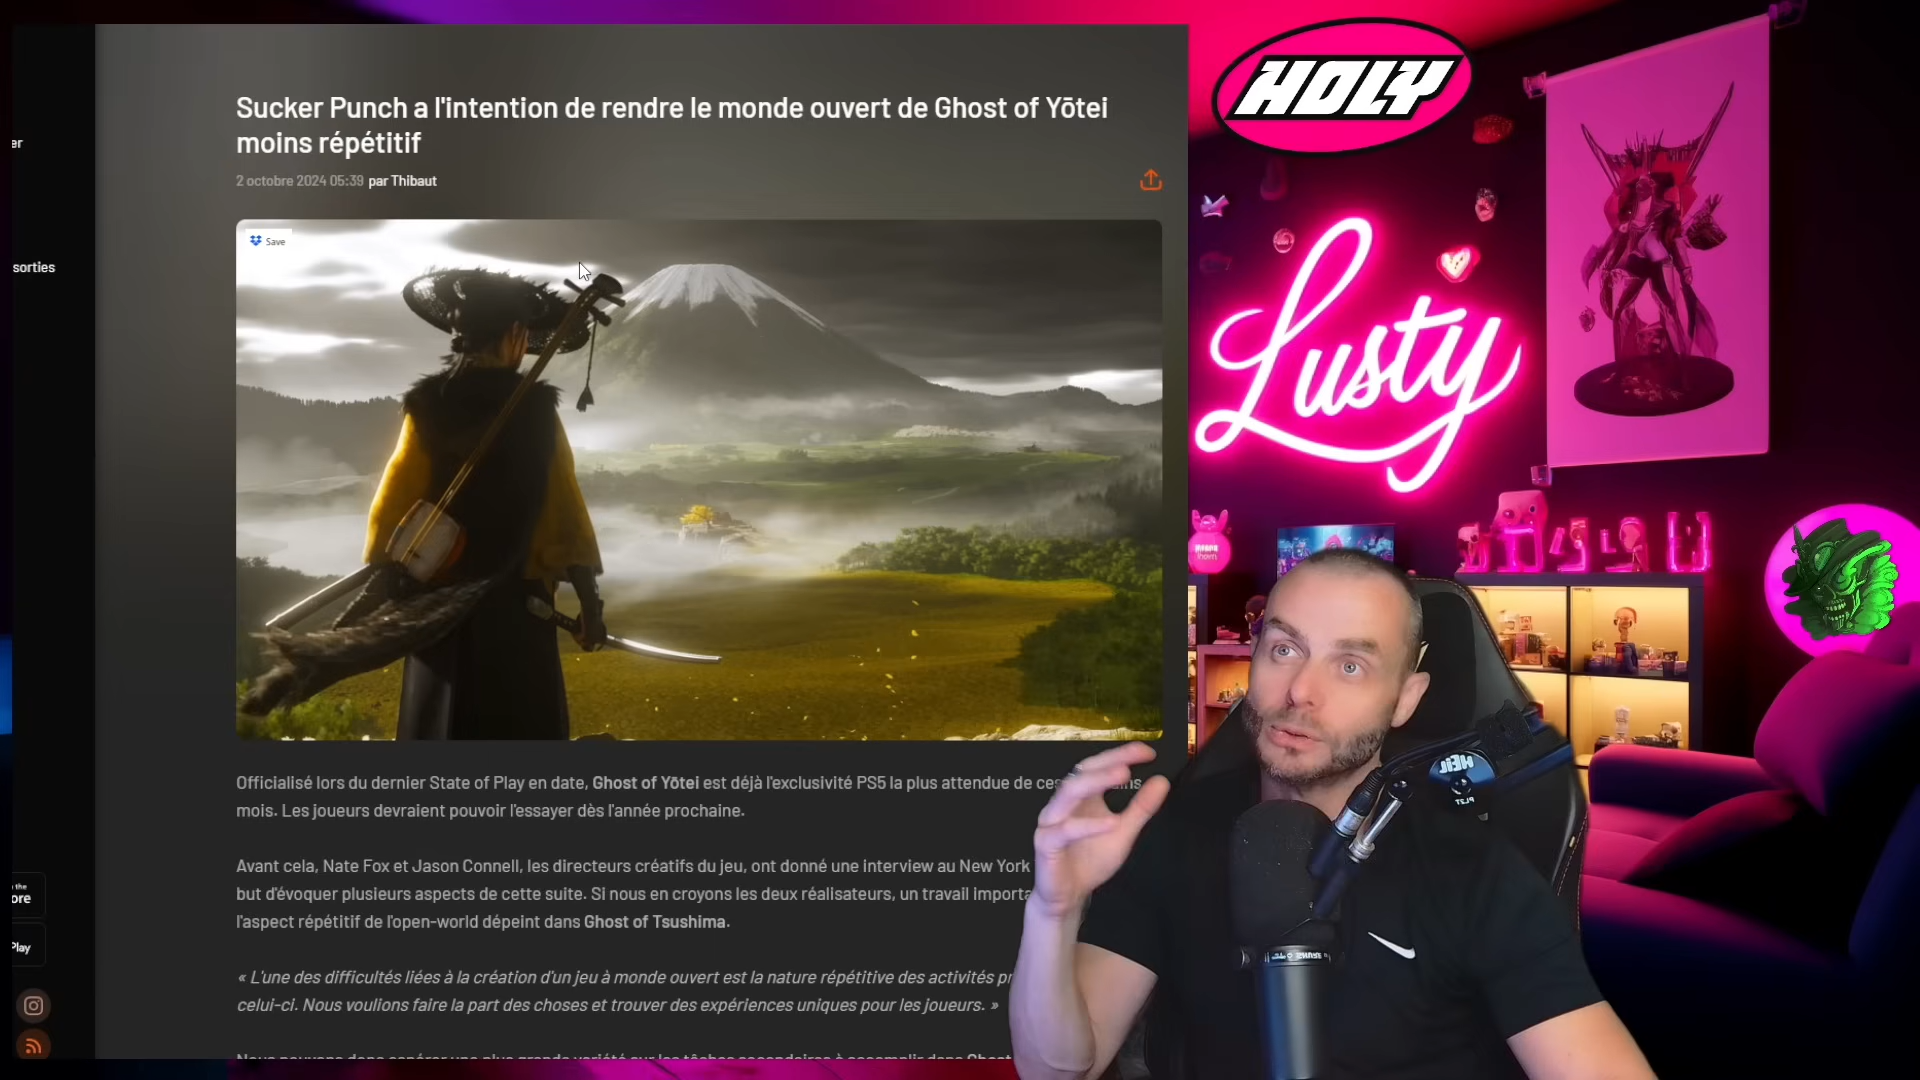 Sucker Punch a l'intention de rendre le monde ouvert de Ghost of Yōtei
moins répétitif
2 octobre 2024 05:39 par Thibaut
Save
er
sorties
Officialisé lors du dernier State of Play en date, Ghost of Yōtei est déjà l'exclusivité PS5 la plus attendue de
mois. Les joueurs devraient pouvoir l'essayer dès l'année prochaine.
Avant cela, Nate Fox et Jason Connell, les directeurs créatifs du jeu, ont donné une interview au New York
but d'évoquer plusieurs aspects de cette suite. Si nous en croyons les deux réalisateurs, un travail importa
l'aspect répétitif de l'open-world dépeint dans Ghost of Tsushima.
« L'une des difficultés liées à la création d'un jeu à monde ouvert est la nature répétitive des activités pr
celui-ci. Nous voulions faire la part des choses et trouver des expériences uniques pour les joueurs. »
the
ore
Play
HOLY
Lusty